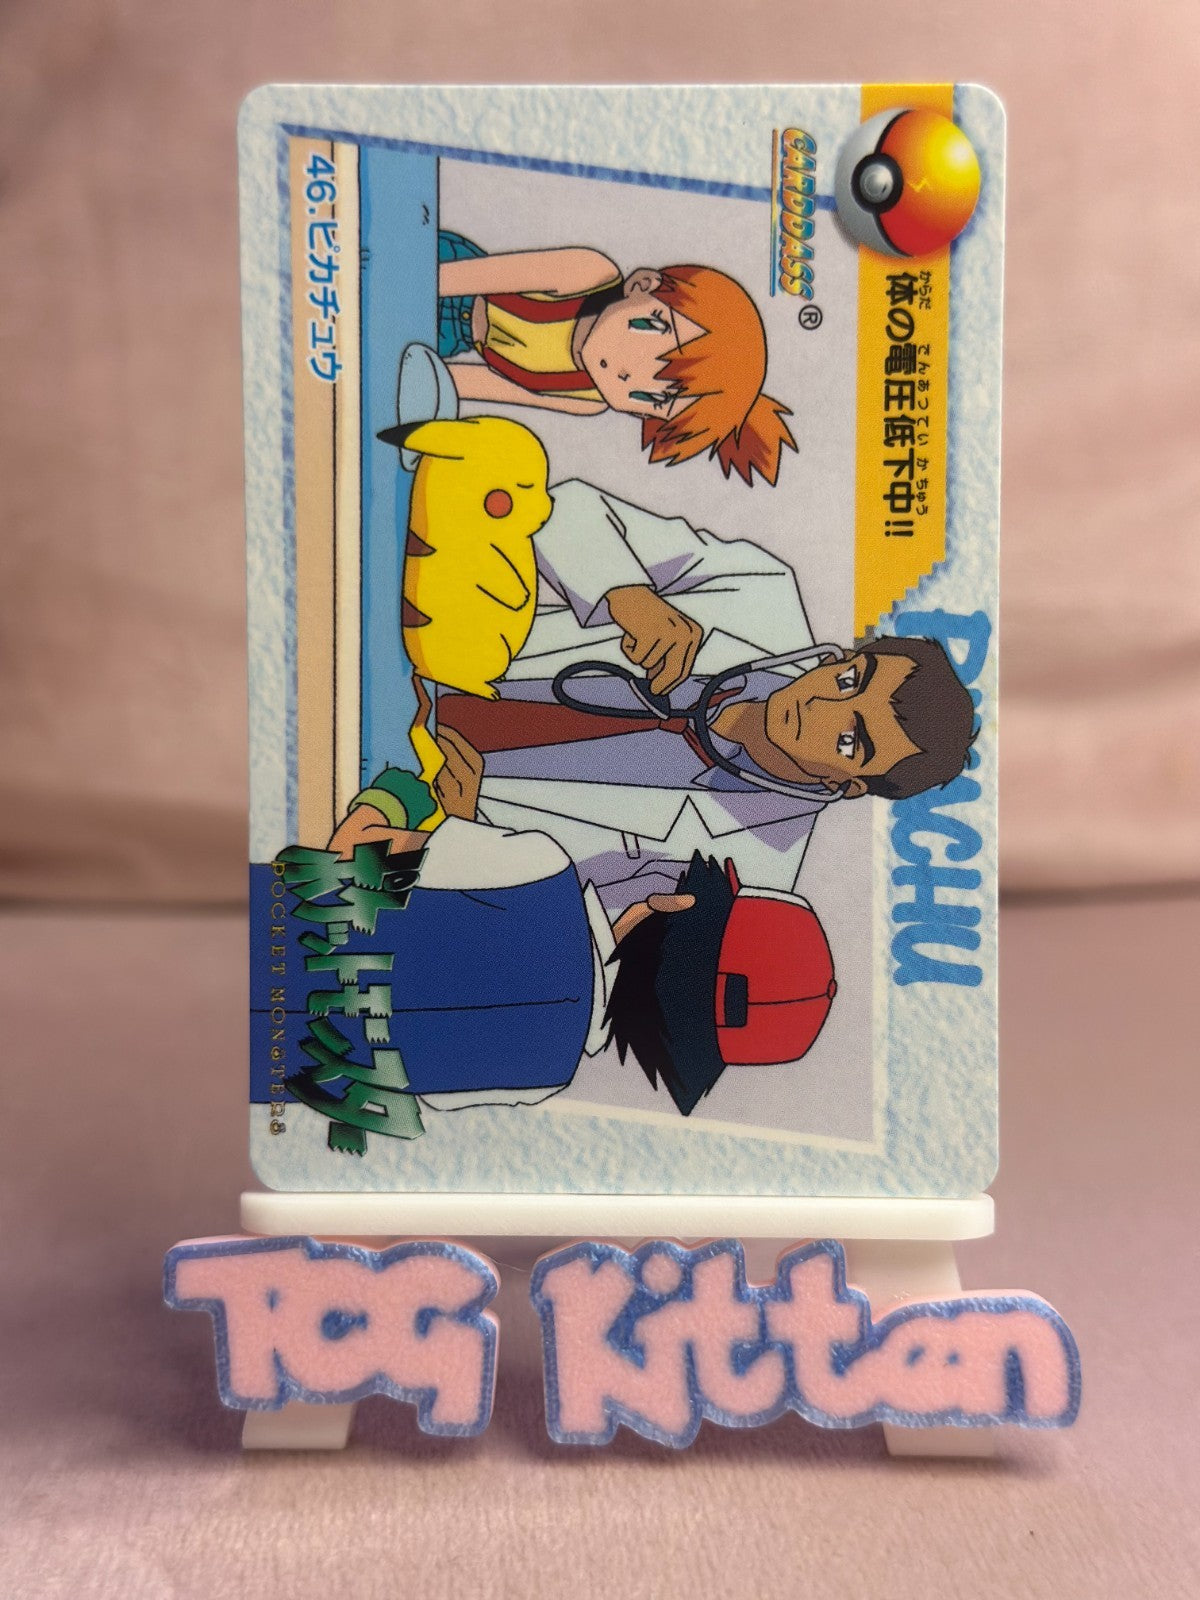 CARDDASS®
からだ でんあつていかちゅう
体の電圧低下中!!
PIKACHU
46.ピカチュウ
ポケットモンスター
POCKET MONSTERS
TCG Kitten